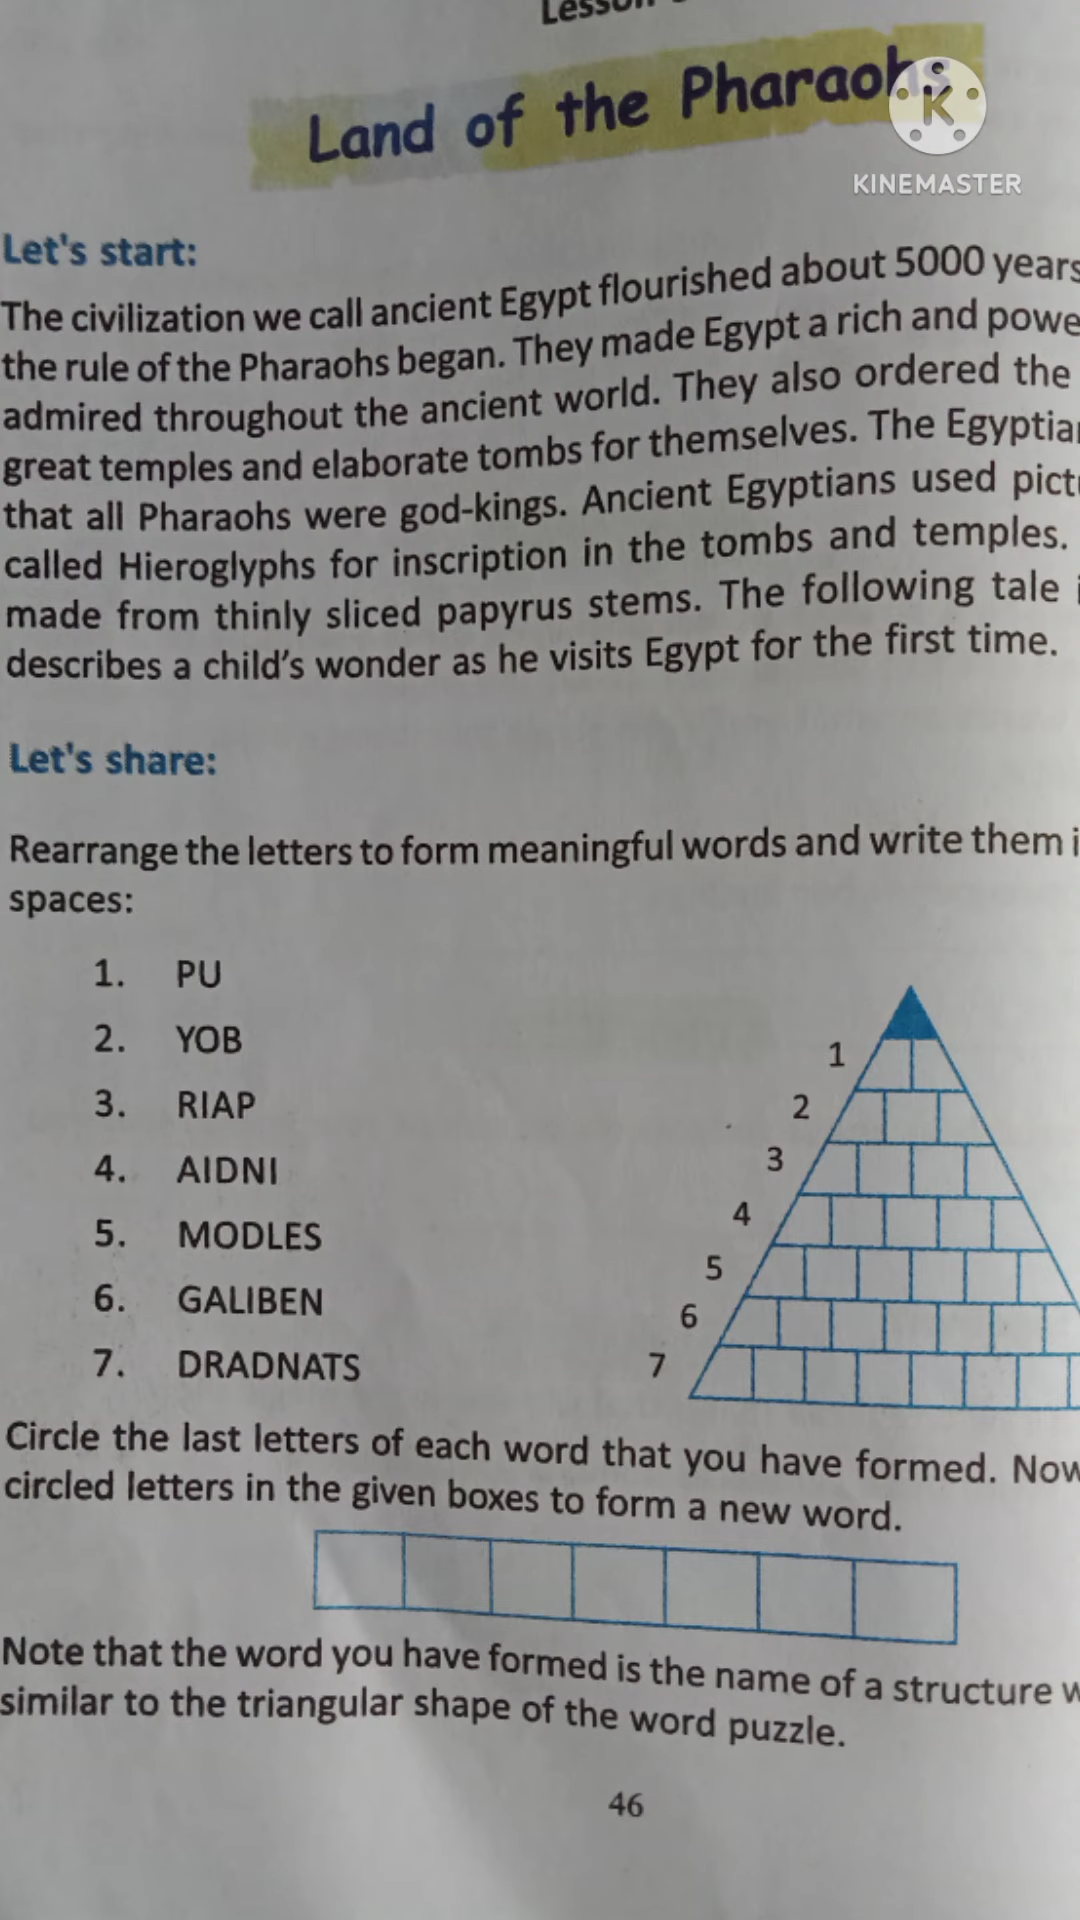 Lesson
Land of the Pharaohs
KINEMASTER
Let's start:
The civilization we call ancient Egypt flourished about 5000 years
the rule of the Pharaohs began. They made Egypt a rich and powe
admired throughout the ancient world. They also ordered the
great temples and elaborate tombs for themselves. The Egyptia
that all Pharaohs were god-kings. Ancient Egyptians used pict
called Hieroglyphs for inscription in the tombs and temples.
made from thinly sliced papyrus stems. The following tale i
describes a child's wonder as he visits Egypt for the first time.
Let's share:
Rearrange the letters to form meaningful words and write them i
spaces:
1. PU
2. YOB
3. RIAP
4. AIDNI
5. MODLES
6. GALIBEN
7. DRADNATS
1
2
3
4
5
6
7
Circle the last letters of each word that you have formed. Now
circled letters in the given boxes to form a new word.
Note that the word you have formed is the name of a structure w
similar to the triangular shape of the word puzzle.
46